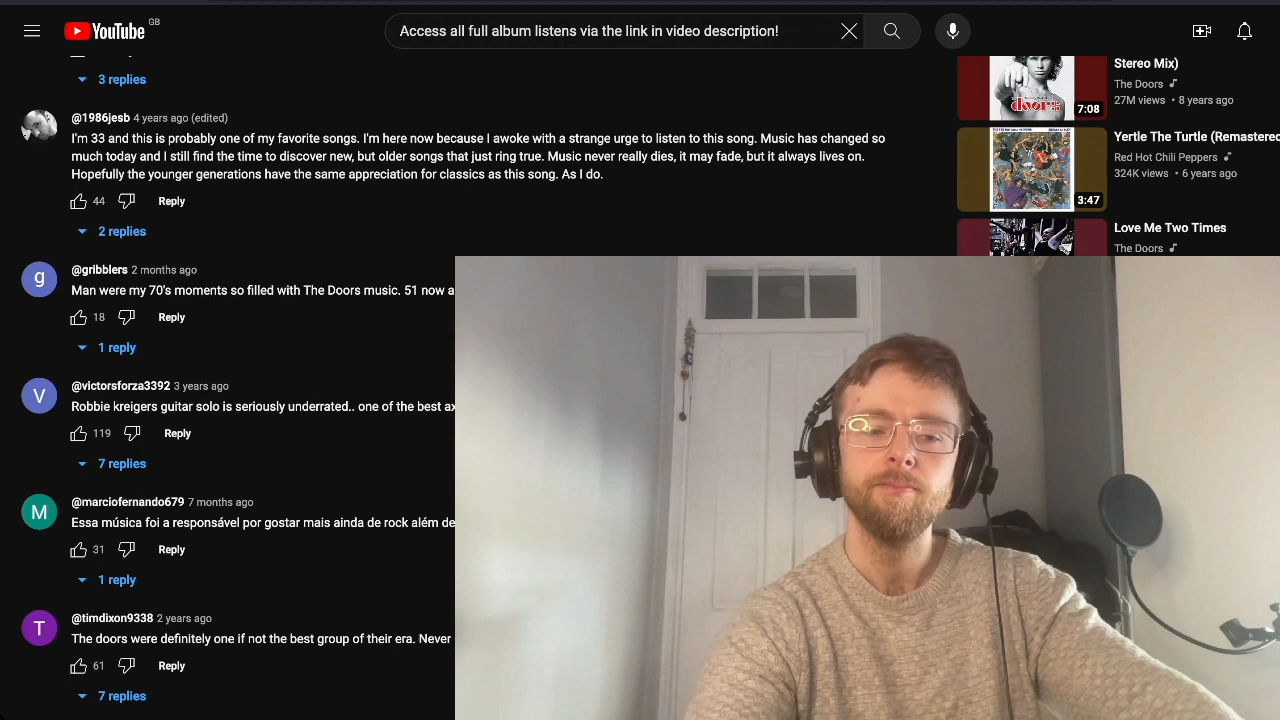 YouTube GB
Access all full album listens via the link in video description!
3 replies
@1986jesb 4 years ago (edited)
I'm 33 and this is probably one of my favorite songs. I'm here now because I awoke with a strange urge to listen to this song. Music has changed so
much today and I still find the time to discover new, but older songs that just ring true. Music never really dies, it may fade, but it always lives on.
Hopefully the younger generations have the same appreciation for classics as this song. As I do.
44 Reply
2 replies
g
@gribblers 2 months ago
Man were my 70's moments so filled with The Doors music. 51 now a
18 Reply
1 reply
V
@victorsforza3392 3 years ago
Robbie kreigers guitar solo is seriously underrated.. one of the best ax
119 Reply
7 replies
M
@marciofernando679 7 months ago
Essa música foi a responsável por gostar mais ainda de rock além de
31 Reply
1 reply
T
@timdixon9338 2 years ago
The doors were definitely one if not the best group of their era. Never
61 Reply
7 replies
doors
7:08
Stereo Mix)
The Doors
27M views • 8 years ago
3:47
Yertle The Turtle (Remastered
Red Hot Chili Peppers
324K views • 6 years ago
Love Me Two Times
The Doors